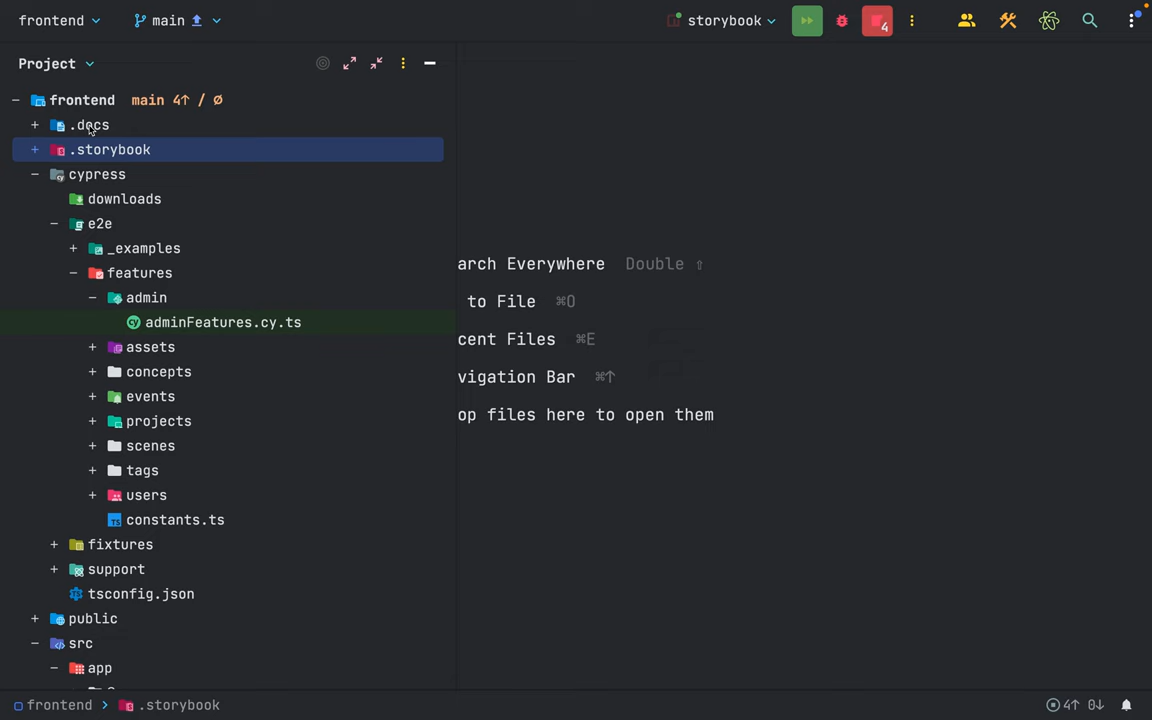 frontend main storybook 4
Project
frontend main 4↑ / Ø
.docs
.storybook
cypress
downloads
e2e
_examples
arch Everywhere Double ⇧
features
admin
to File ⌘O
adminFeatures.cy.ts
cent Files ⌘E
assets
concepts
vigation Bar ⌘↑
events
op files here to open them
projects
scenes
tags
users
TS constants.ts
fixtures
support
tsconfig.json
public
src
app
frontend > .storybook 4↑ 0↓